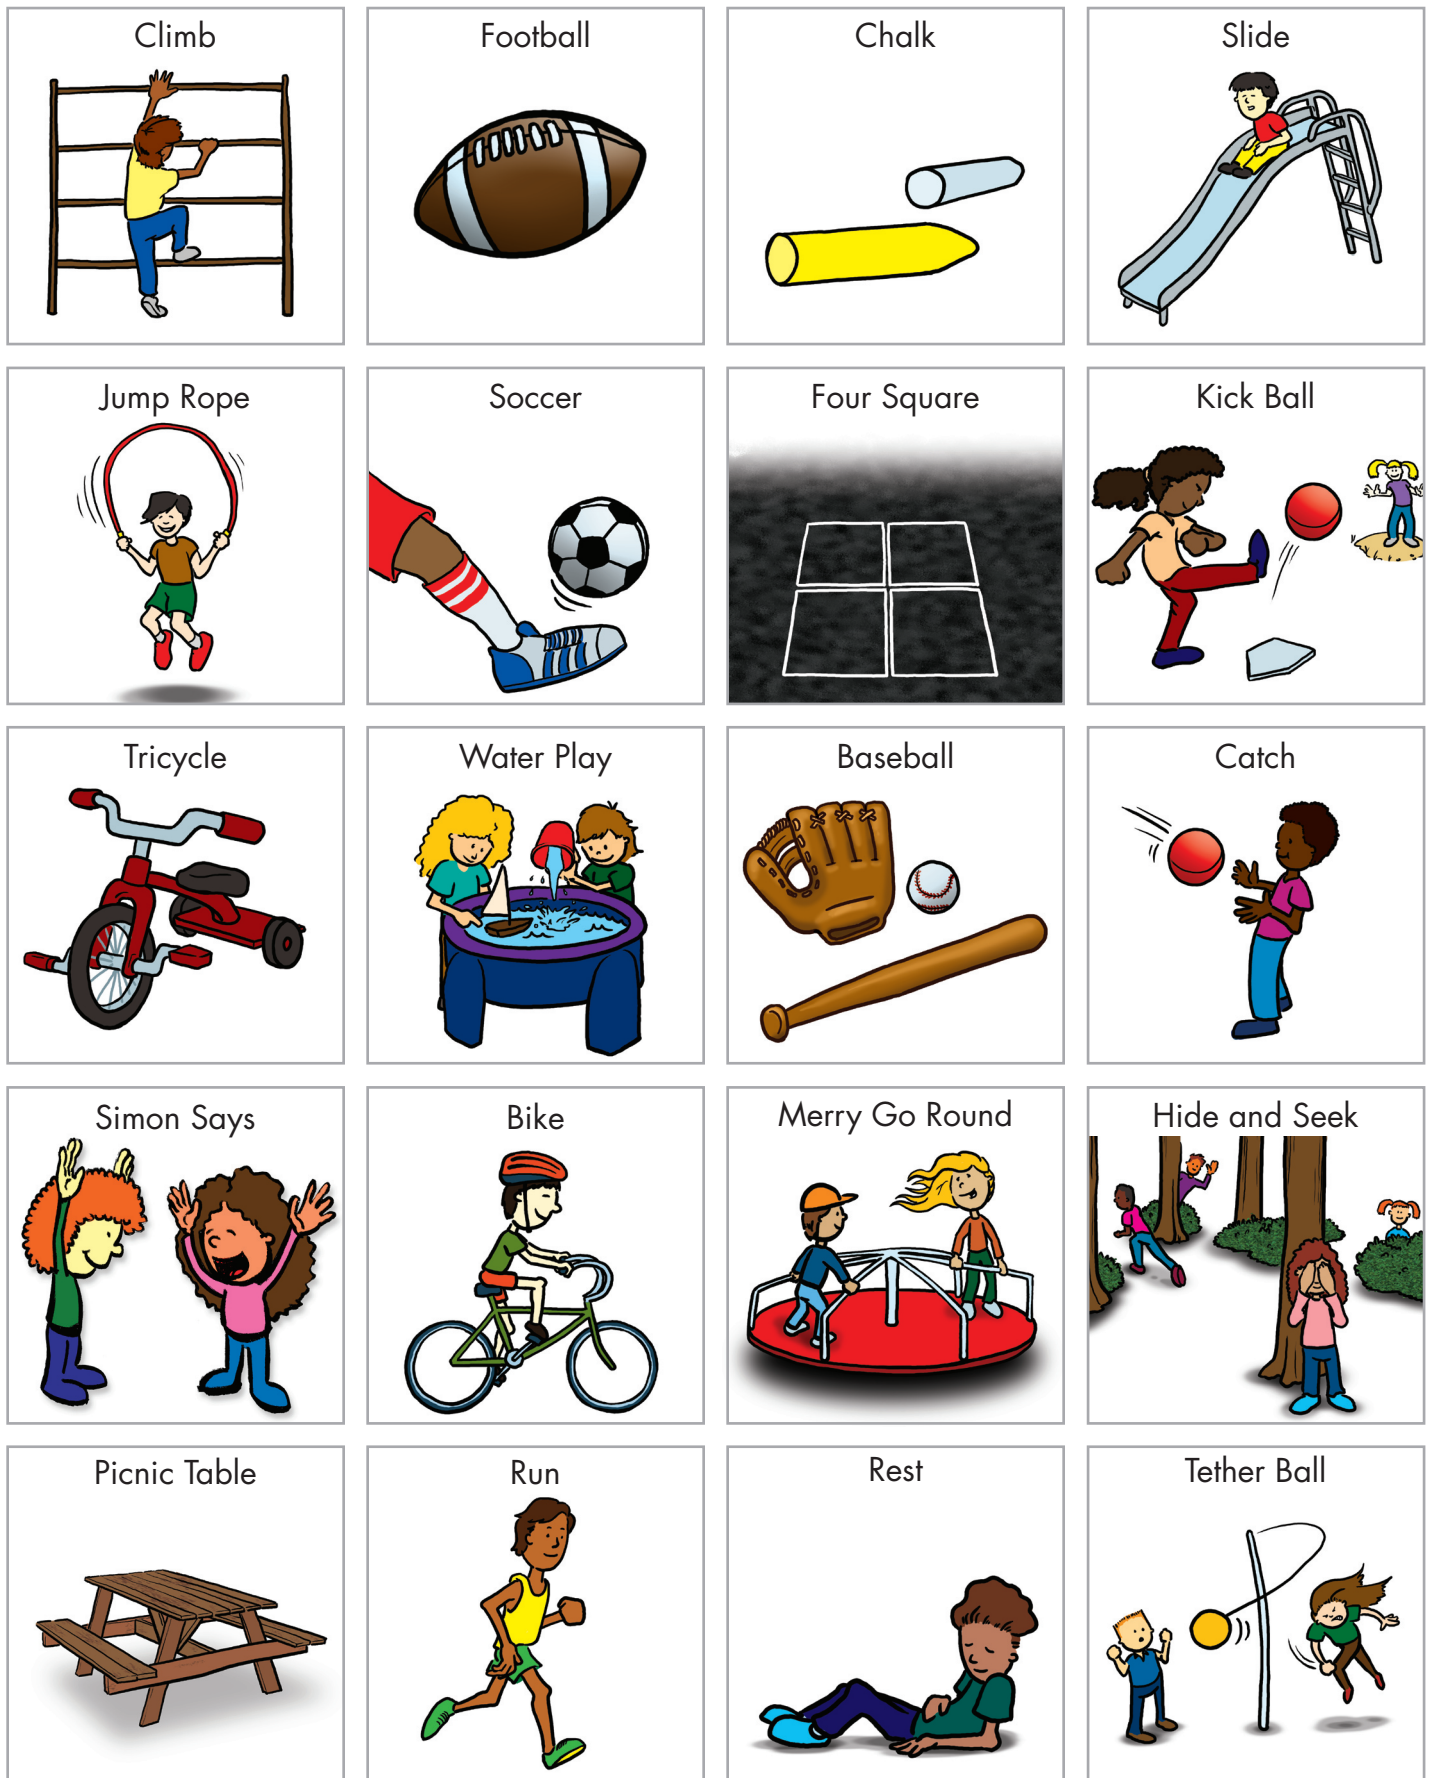 Climb
Football
Chalk
Slide
Jump Rope
Soccer
Four Square
Kick Ball
Tricycle
Water Play
Baseball
Catch
Simon Says
Bike
Merry Go Round
Hide and Seek
Picnic Table
Run
Rest
Tether Ball